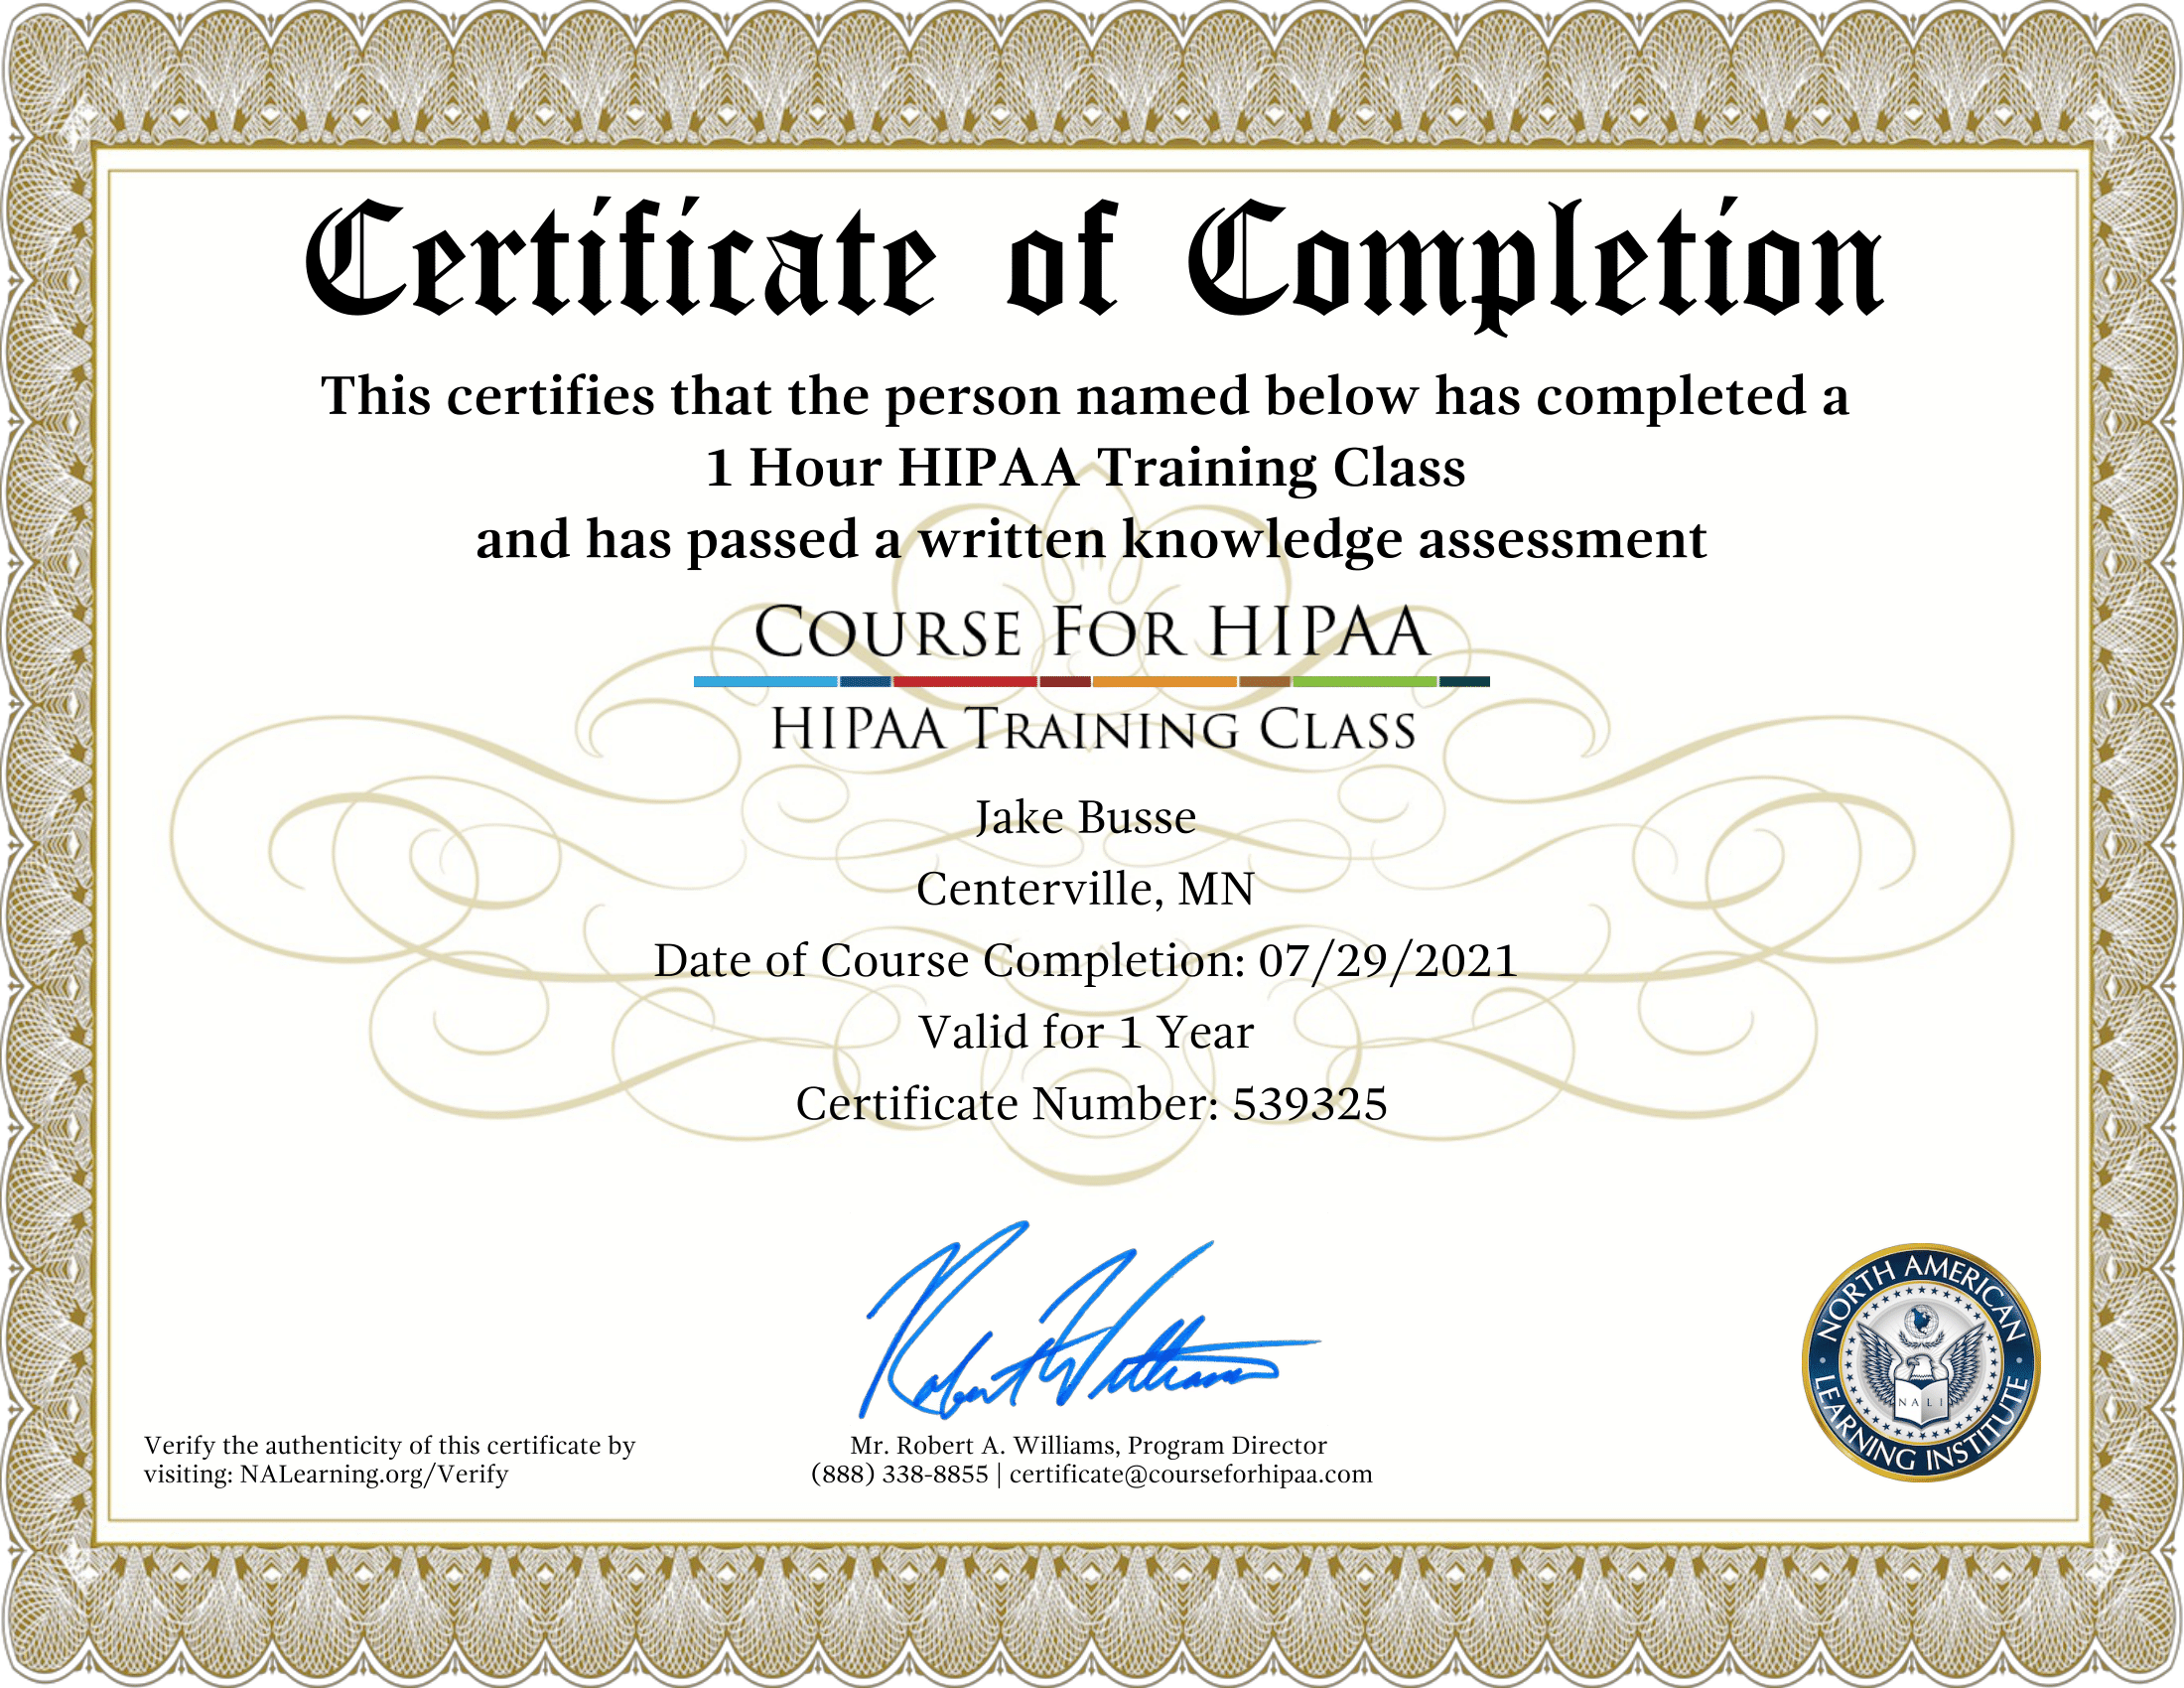 Certificate of Completion
This certifies that the person named below has completed a
1 Hour HIPAA Training Class
and has passed a written knowledge assessment
COURSE FOR HIPAA
HIPAA TRAINING CLASS
Jake Busse
Centerville, MN
Date of Course Completion: 07/29/2021
Valid for 1 Year
Certificate Number: 539325
Robert Williams
Verify the authenticity of this certificate by
visiting: NALearning.org/Verify
Mr. Robert A. Williams, Program Director
(888) 338-8855 | certificate@courseforhipaa.com
NORTH AMERICAN
LEARNING INSTITUTE
NALI